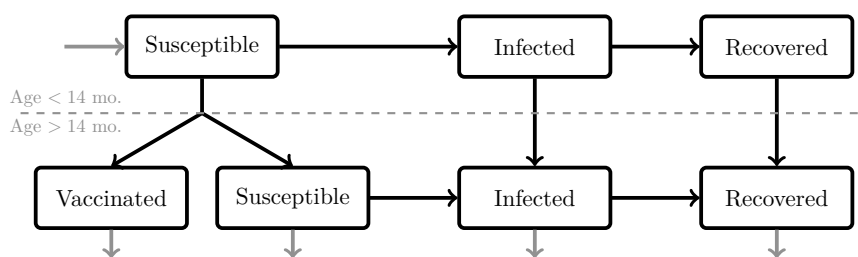 Susceptible
Infected
Recovered
Age < 14 mo.
Age > 14 mo.
Vaccinated
Susceptible
Infected
Recovered